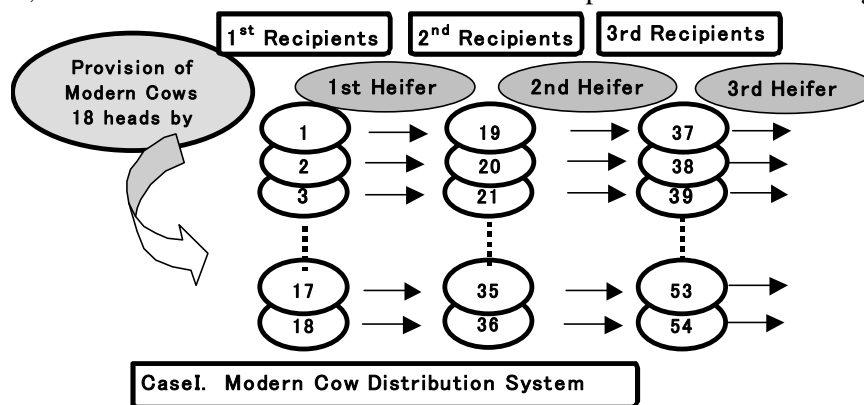 1st Recipients 2nd Recipients 3rd Recipients
Provision of
Modern Cows
18 heads by
1st Heifer 2nd Heifer 3rd Heifer
1 19 37
2 20 38
3 21 39
17 35 53
18 36 54
CaseI. Modern Cow Distribution System